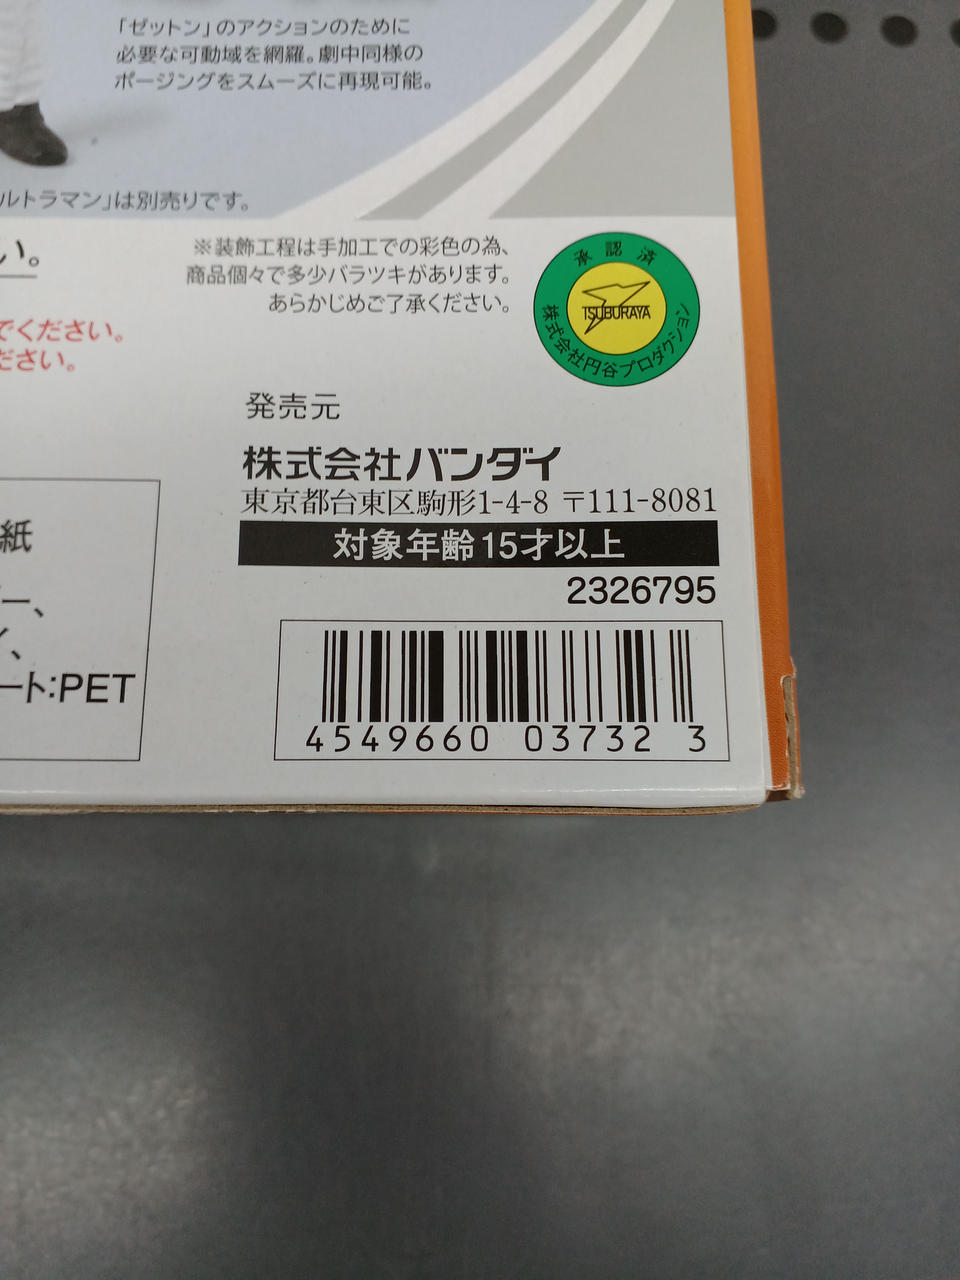 「ゼットン」のアクションのために
必要な可動域を網羅。劇中同様の
ポージングをスムーズに再現可能。
ルトラマン」は別売りです。
い。
※装飾工程は手加工での彩色の為、
商品個々で多少バラツキがあります。
あらかじめご了承ください。
でください。
ださい。
承認済
TSUBURAYA
株式会社円谷プロダクション
発売元
株式会社バンダイ
東京都台東区駒形1-4-8 〒111-8081
対象年齢15才以上
2326795
紙
ー、
イ、
ート:PET
4549660 03732 3